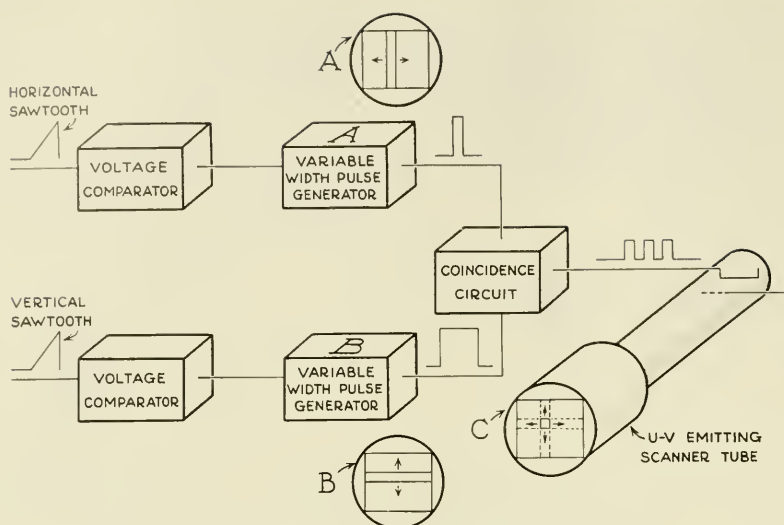 A
HORIZONTAL
SAWTOOTH
VOLTAGE
COMPARATOR
A
VARIABLE
WIDTH PULSE
GENERATOR
COINCIDENCE
CIRCUIT
VERTICAL
SAWTOOTH
VOLTAGE
COMPARATOR
B
VARIABLE
WIDTH PULSE
GENERATOR
C
U-V EMITTING
SCANNER TUBE
B